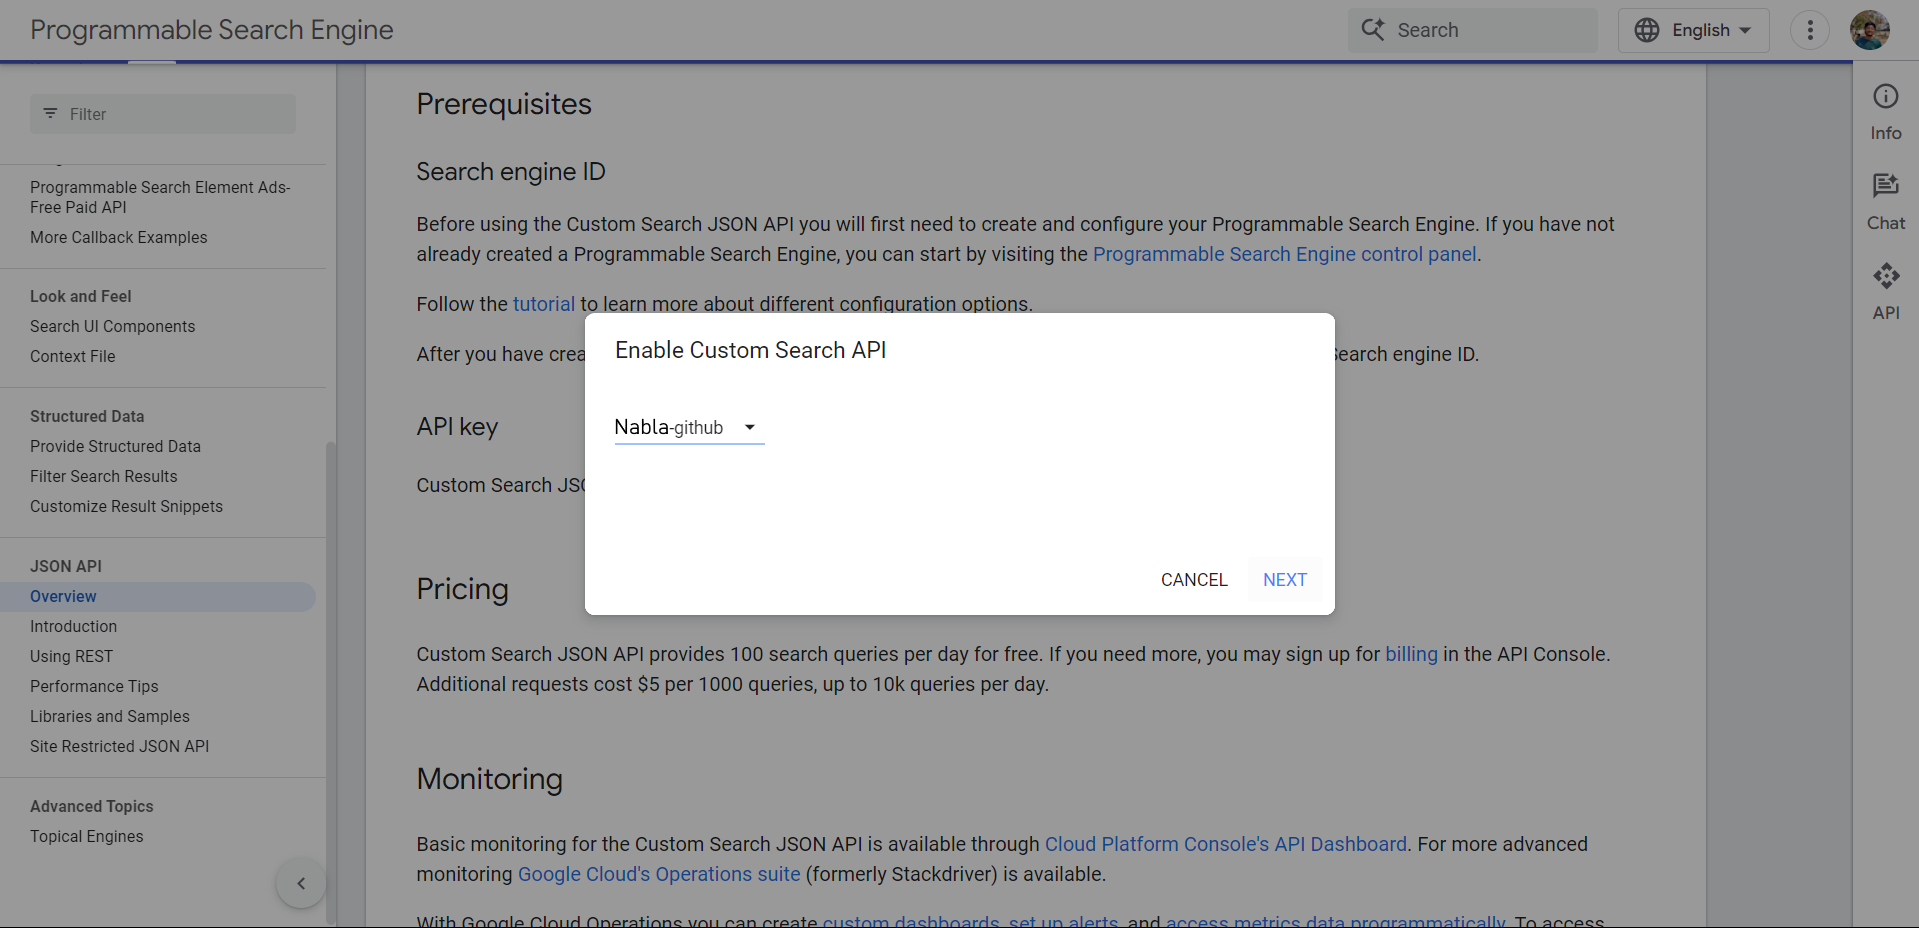 Programmable Search Engine
Search
English
Filter
Programmable Search Element Ads-
Free Paid API
More Callback Examples
Look and Feel
Search UI Components
Context File
Structured Data
Provide Structured Data
Filter Search Results
Customize Result Snippets
JSON API
Overview
Introduction
Using REST
Performance Tips
Libraries and Samples
Site Restricted JSON API
Advanced Topics
Topical Engines
Prerequisites
Search engine ID
Before using the Custom Search JSON API you will first need to create and configure your Programmable Search Engine. If you have not
already created a Programmable Search Engine, you can start by visiting the Programmable Search Engine control panel.
Follow the tutorial to learn more about different configuration options.
After you have crea
Search engine ID.
API key
Custom Search JSO
Enable Custom Search API
Nabla-github
CANCEL
NEXT
Pricing
Custom Search JSON API provides 100 search queries per day for free. If you need more, you may sign up for billing in the API Console.
Additional requests cost $5 per 1000 queries, up to 10k queries per day.
Monitoring
Basic monitoring for the Custom Search JSON API is available through Cloud Platform Console's API Dashboard. For more advanced
monitoring Google Cloud's Operations suite (formerly Stackdriver) is available.
With Google Cloud Operations you can create custom dashboards, set up alerts, and access metrics data programmatically. To access
Info
Chat
API